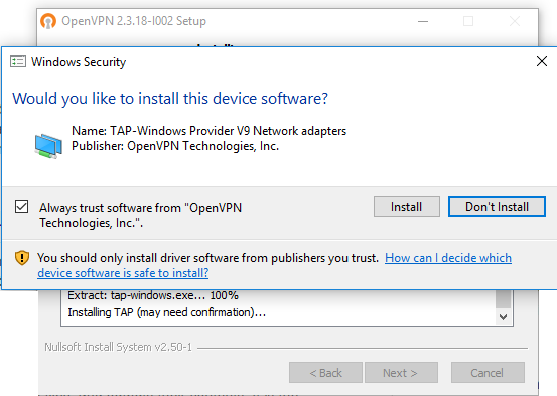 OpenVPN 2.3.18-I002 Setup
Windows Security
Would you like to install this device software?
Name: TAP-Windows Provider V9 Network adapters
Publisher: OpenVPN Technologies, Inc.
Always trust software from "OpenVPN
Technologies, Inc.".
Install
Don't Install
You should only install driver software from publishers you trust. How can I decide which
device software is safe to install?
Extract: tap-windows.exe... 100%
Installing TAP (may need confirmation)...
Nullsoft Install System v2.50-1
< Back
Next >
Cancel